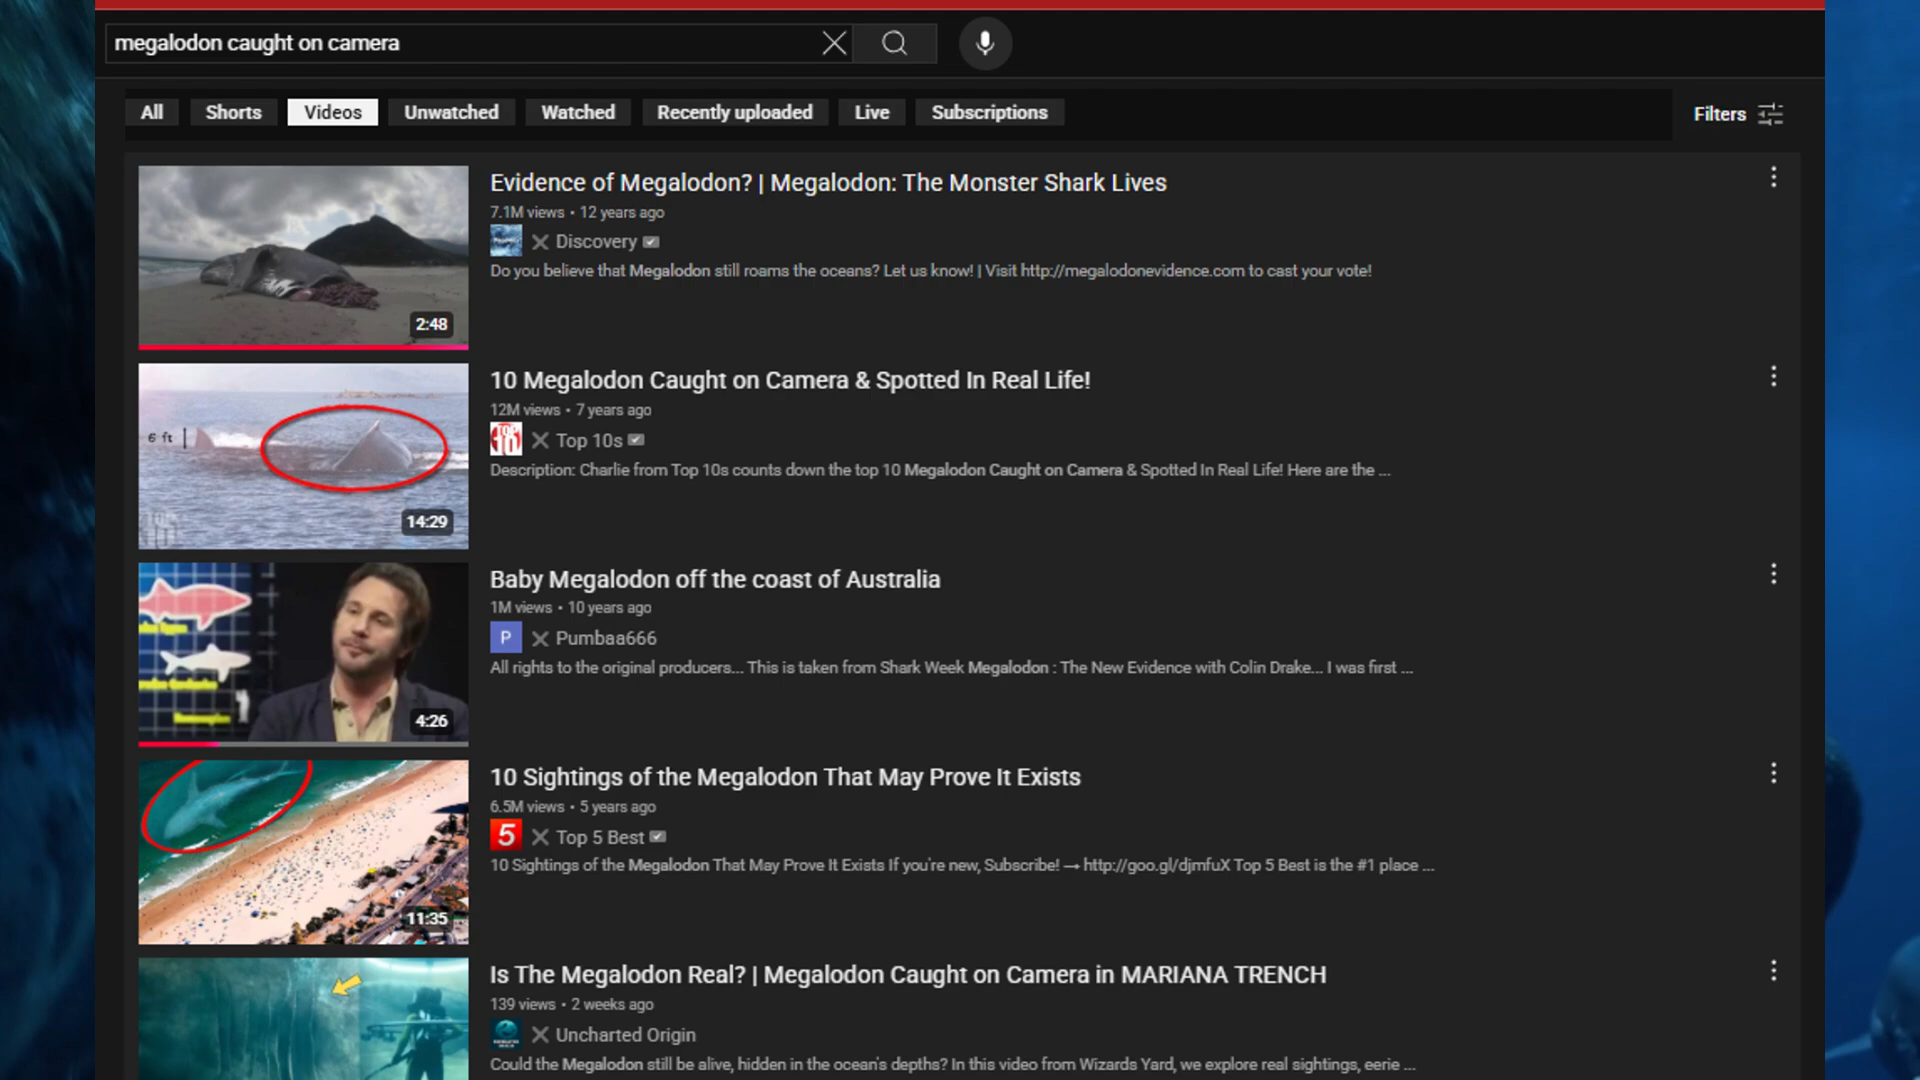 megalodon caught on camera
All
Shorts
Videos
Unwatched
Watched
Recently uploaded
Live
Subscriptions
Filters
Evidence of Megalodon? | Megalodon: The Monster Shark Lives
7.1M views • 12 years ago
Discovery
Do you believe that Megalodon still roams the oceans? Let us know! | Visit http://megalodonevidence.com to cast your vote!
2:48
10 Megalodon Caught on Camera & Spotted In Real Life!
12M views • 7 years ago
Top 10s
Description: Charlie from Top 10s counts down the top 10 Megalodon Caught on Camera & Spotted In Real Life! Here are the ...
6 ft
14:29
Baby Megalodon off the coast of Australia
1M views • 10 years ago
P
Pumbaa666
All rights to the original producers... This is taken from Shark Week Megalodon : The New Evidence with Colin Drake... I was first ...
4:26
10 Sightings of the Megalodon That May Prove It Exists
6.5M views • 5 years ago
5
Top 5 Best
10 Sightings of the Megalodon That May Prove It Exists If you're new, Subscribe! → http://goo.gl/djmfuX Top 5 Best is the #1 place ...
11:35
Is The Megalodon Real? | Megalodon Caught on Camera in MARIANA TRENCH
139 views • 2 weeks ago
Uncharted Origin
Could the Megalodon still be alive, hidden in the ocean's depths? In this video from Wizards Yard, we explore real sightings, eerie ...